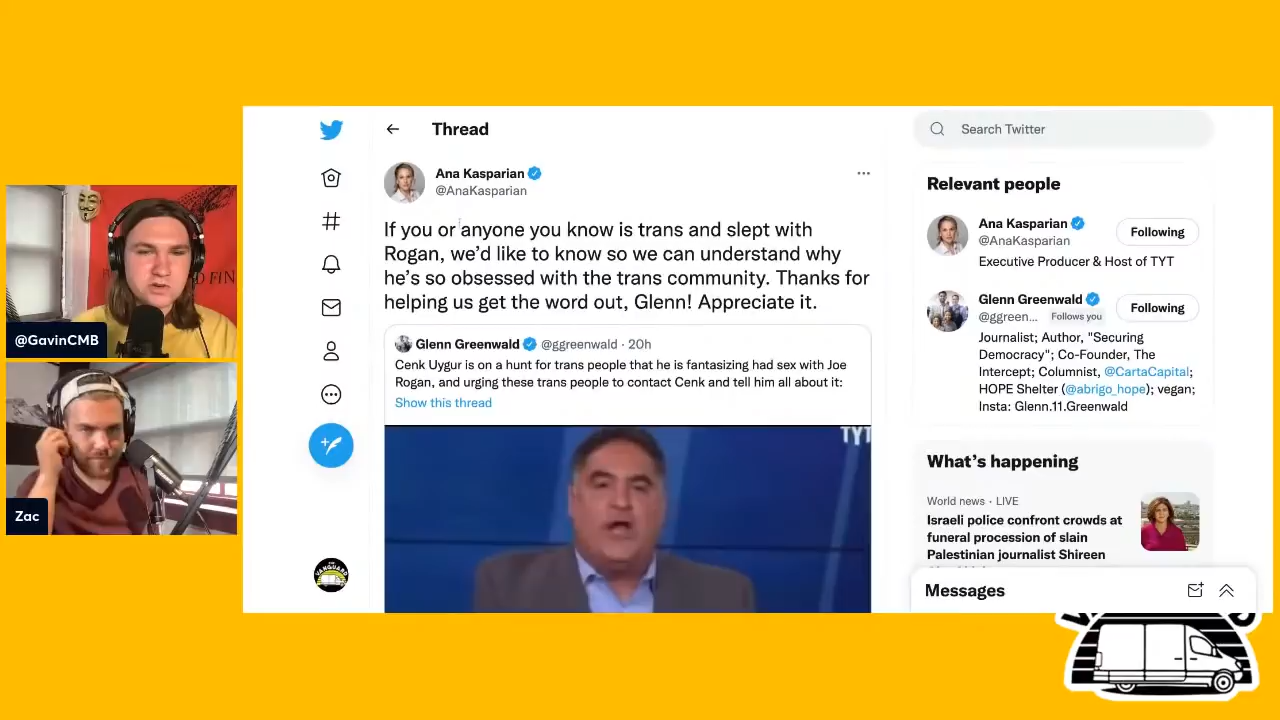 Thread
Ana Kasparian
@AnaKasparian
If you or anyone you know is trans and slept with
Rogan, we’d like to know so we can understand why
he’s so obsessed with the trans community. Thanks for
helping us get the word out, Glenn! Appreciate it.
Glenn Greenwald @ggreenwald · 20h
Cenk Uygur is on a hunt for trans people that he is fantasizing had sex with Joe
Rogan, and urging these trans people to contact Cenk and tell him all about it:
Show this thread
TYT
Search Twitter
Relevant people
Ana Kasparian
@AnaKasparian
Following
Executive Producer & Host of TYT
Glenn Greenwald
@ggreen... Follows you
Following
Journalist; Author, "Securing
Democracy"; Co-Founder, The
Intercept; Columnist, @CartaCapital;
HOPE Shelter (@abrigo_hope); vegan;
Insta: Glenn.11.Greenwald
What’s happening
World news · LIVE
Israeli police confront crowds at
funeral procession of slain
Palestinian journalist Shireen
Messages
@GavinCMB
Zac
VANGUARD